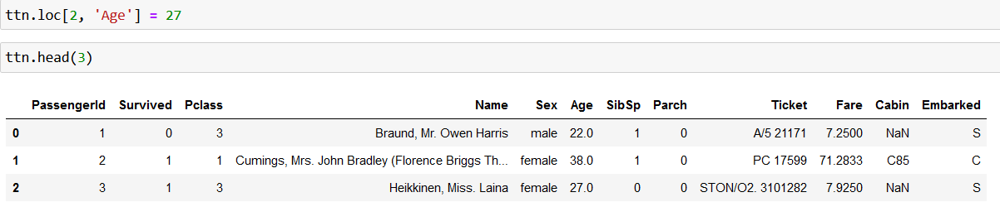 ttn.loc[2, 'Age'] = 27
ttn.head(3)
PassengerId Survived Pclass Name Sex Age SibSp Parch Ticket Fare Cabin Embarked
0 1 0 3 Braund, Mr. Owen Harris male 22.0 1 0 A/5 21171 7.2500 NaN S
1 2 1 1 Cumings, Mrs. John Bradley (Florence Briggs Th... female 38.0 1 0 PC 17599 71.2833 C85 C
2 3 1 3 Heikkinen, Miss. Laina female 27.0 0 0 STON/O2. 3101282 7.9250 NaN S